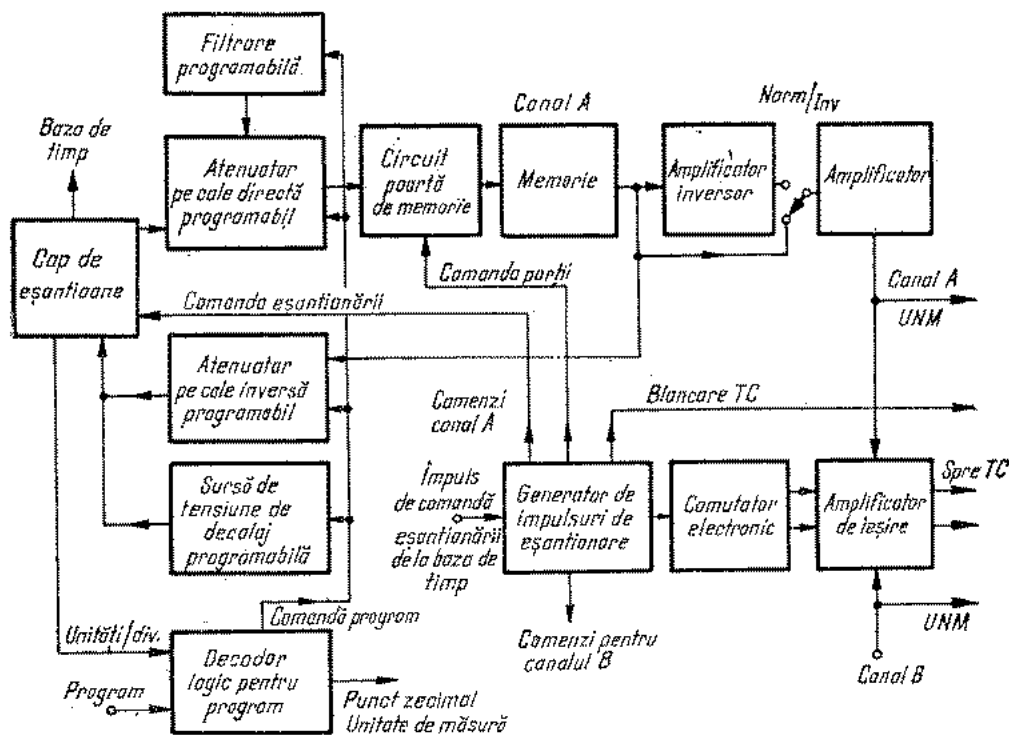 Filtrare
programabilă
Canal A
Norm/Inv
Baza de
timp
Atenuator
pe cale directă
programabil
Circuit
poartă
de memorie
Memorie
Amplificator
inversor
Amplificator
Cap de
eșantioane
Comanda porții
Comanda eșantionării
Canal A
UNM
Atenuator
pe cale inversă
programabil
Comenzi
canal A
Blancare TC
Sursă de
tensiune de
decalaj
programabilă
Impuls
de comandă
eșantionării
de la baza de
timp
Generator de
impulsuri de
eșantionare
Comutator
electronic
Amplificator
de ieșire
Spre TC
Comandă program
Unități/div.
Decodor
logic pentru
program
Program
Punct zecimal
Unitate de măsură
Comenzi pentru
canalul B
UNM
Canal B